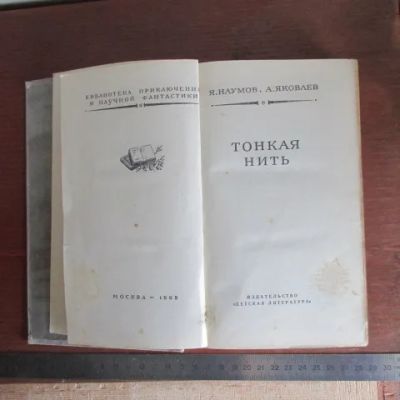 БИБЛИОТЕКА ПРИКЛЮЧЕНИЙ
И НАУЧНОЙ ФАНТАСТИКИ
МОСКВА — 1968
Я. НАУМОВ, А. ЯКОВЛЕВ
ТОНКАЯ
НИТЬ
ИЗДАТЕЛЬСТВО
«ДЕТСКАЯ ЛИТЕРАТУРА»